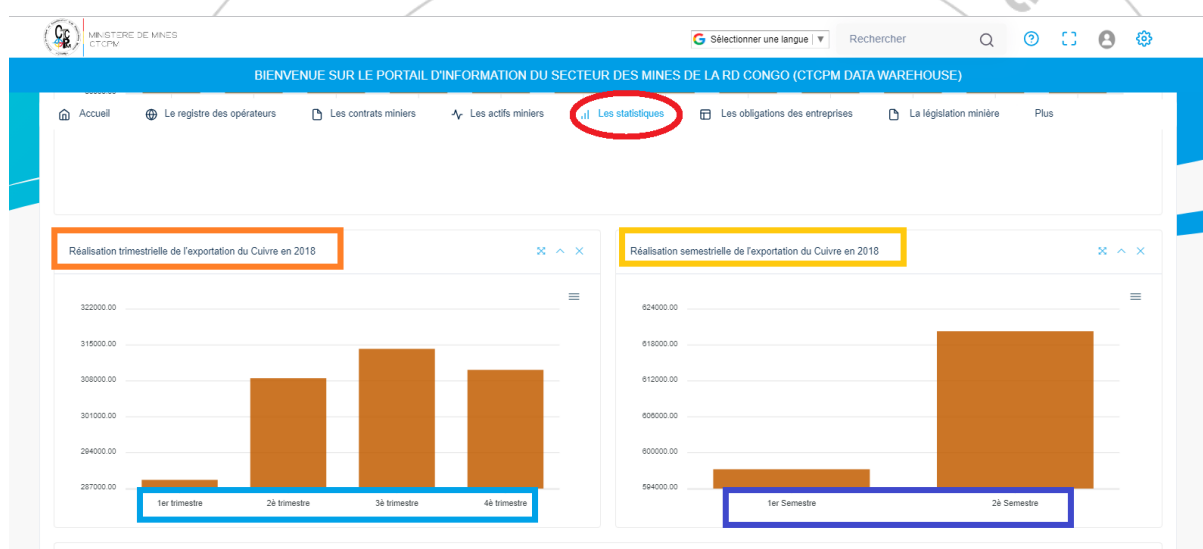 MINISTERE DE MINES
CTCPM
Sélectionner une langue
Rechercher
BIENVENUE SUR LE PORTAIL D'INFORMATION DU SECTEUR DES MINES DE LA RD CONGO (CTCPM DATA WAREHOUSE)
Accueil
Le registre des opérateurs
Les contrats miniers
Les actifs miniers
Les statistiques
Les obligations des entreprises
La législation minière
Plus
Réalisation trimestrielle de l'exportation du Cuivre en 2018
322000.00
315000.00
308000.00
301000.00
294000.00
287000.00
1er trimestre
2è trimestre
3è trimestre
4è trimestre
Réalisation semestrielle de l'exportation du Cuivre en 2018
624000.00
618000.00
612000.00
606000.00
600000.00
594000.00
1er Semestre
2è Semestre